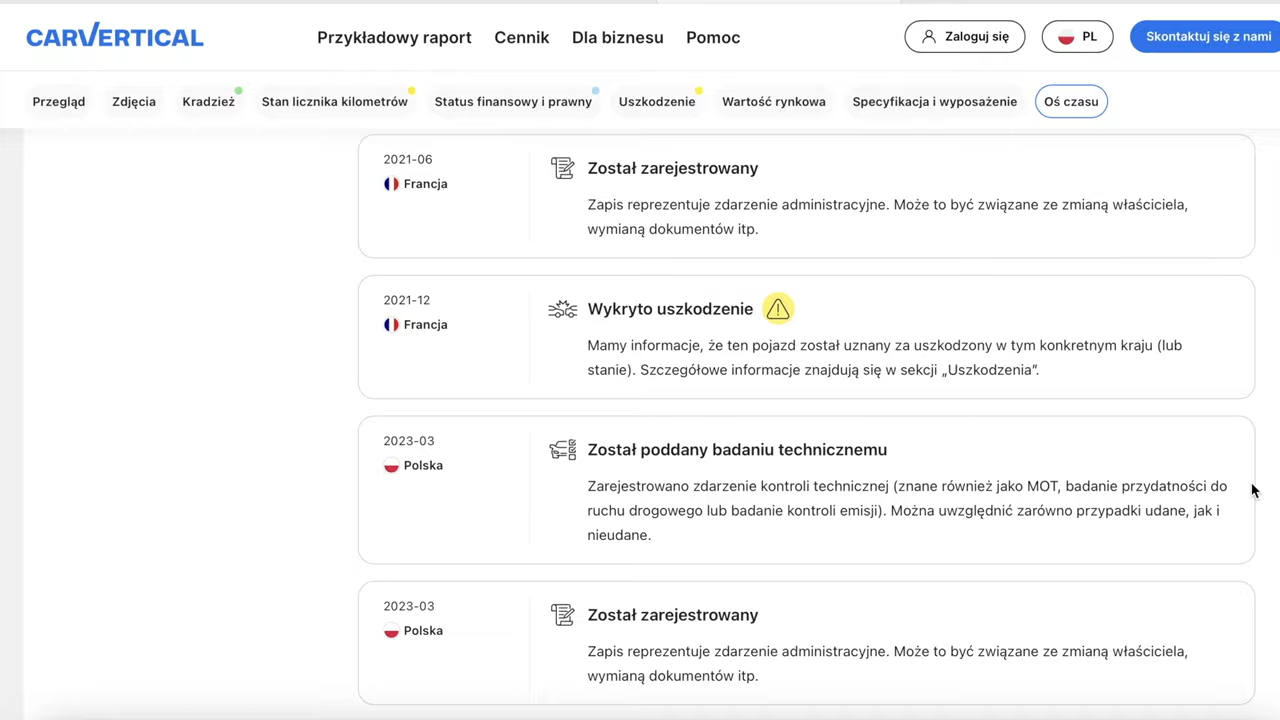 CARVERTICAL
Przykładowy raport
Cennik
Dla biznesu
Pomoc
Zaloguj się
PL
Skontaktuj się z nami
Przegląd
Zdjęcia
Kradzież
Stan licznika kilometrów
Status finansowy i prawny
Uszkodzenie
Wartość rynkowa
Specyfikacja i wyposażenie
Oś czasu
2021-06
Francja
Został zarejestrowany
Zapis reprezentuje zdarzenie administracyjne. Może to być związane ze zmianą właściciela,
wymianą dokumentów itp.
2021-12
Francja
Wykryto uszkodzenie
Mamy informacje, że ten pojazd został uznany za uszkodzony w tym konkretnym kraju (lub
stanie). Szczegółowe informacje znajdują się w sekcji „Uszkodzenia”.
2023-03
Polska
Został poddany badaniu technicznemu
Zarejestrowano zdarzenie kontroli technicznej (znane również jako MOT, badanie przydatności do
ruchu drogowego lub badanie kontroli emisji). Można uwzględnić zarówno przypadki udane, jak i
nieudane.
2023-03
Polska
Został zarejestrowany
Zapis reprezentuje zdarzenie administracyjne. Może to być związane ze zmianą właściciela,
wymianą dokumentów itp.